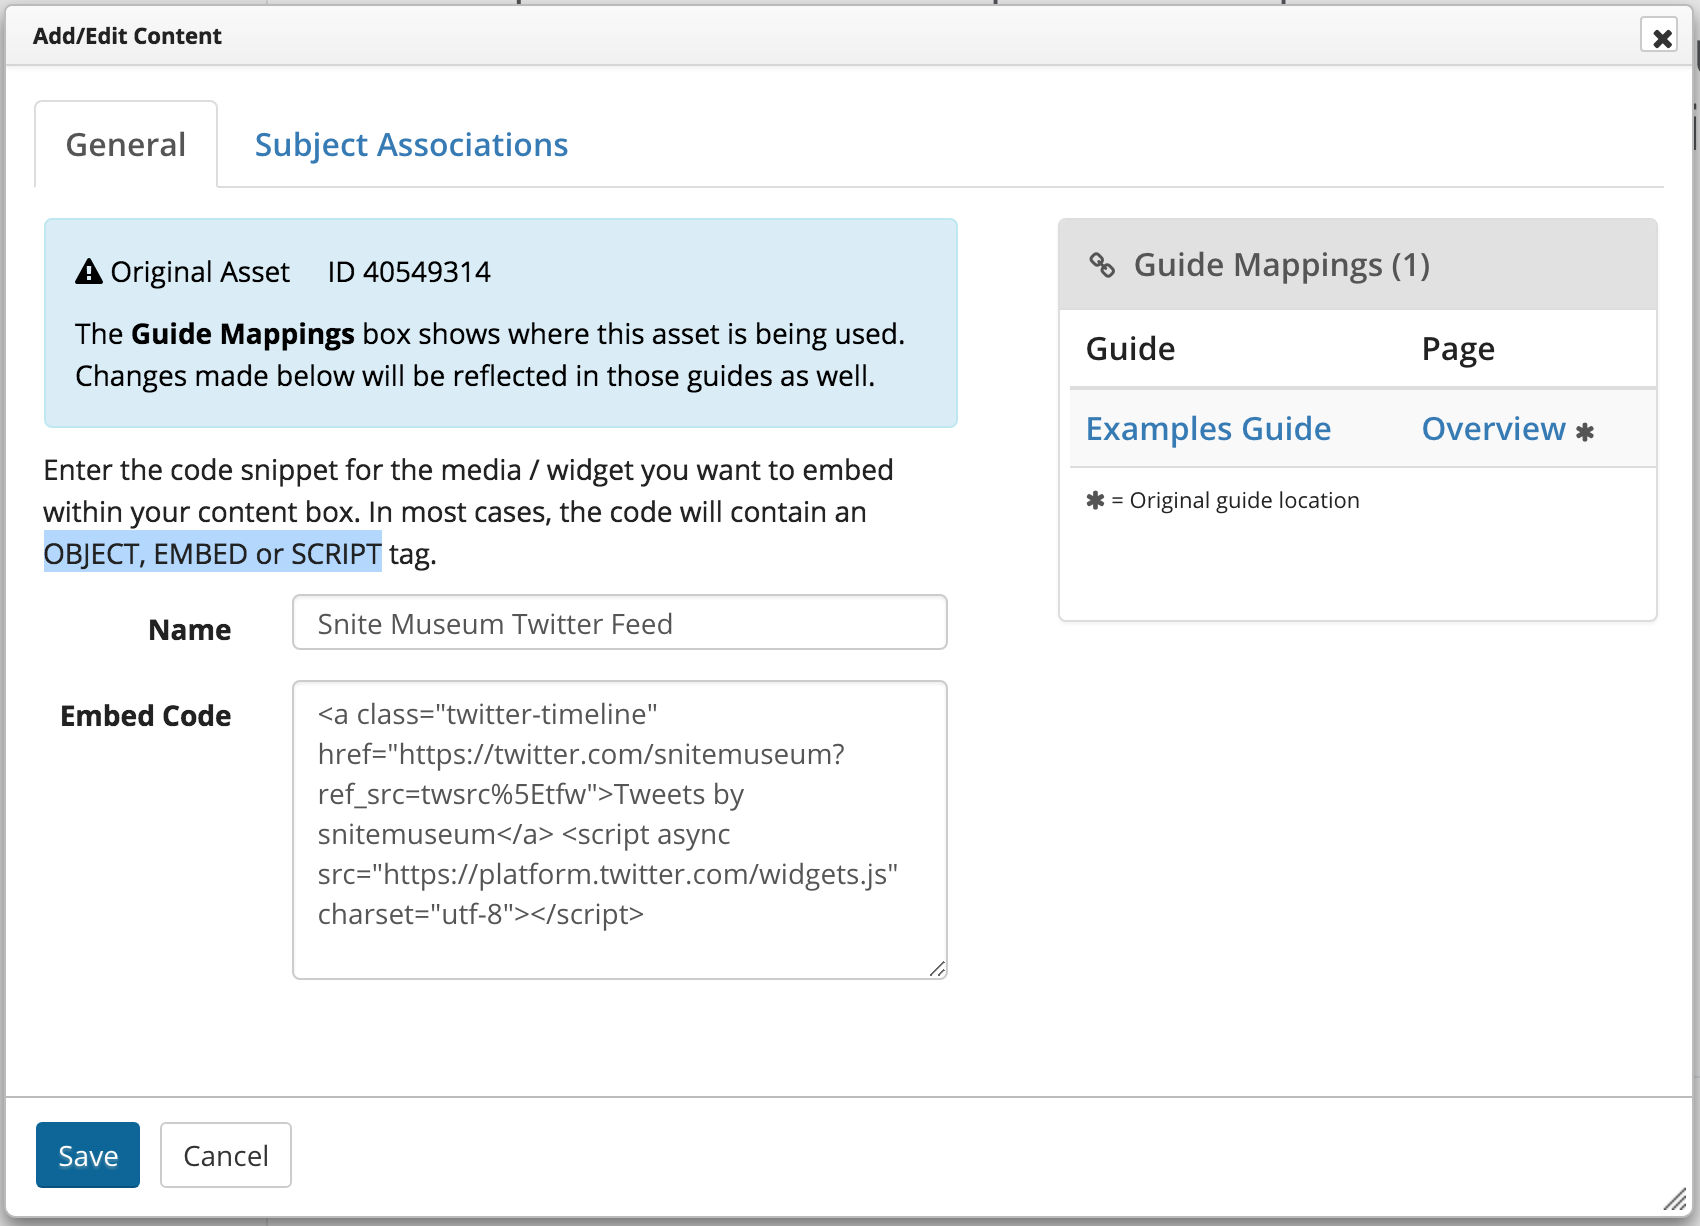 Add/Edit Content
General
Subject Associations
Original Asset ID 40549314
The Guide Mappings box shows where this asset is being used.
Changes made below will be reflected in those guides as well.
Enter the code snippet for the media / widget you want to embed
within your content box. In most cases, the code will contain an
OBJECT, EMBED or SCRIPT tag.
Name
Snite Museum Twitter Feed
Embed Code
<a class="twitter-timeline"
href="https://twitter.com/snitemuseum?
ref_src=twsrc%5Etfw">Tweets by
snitemuseum</a> <script async
src="https://platform.twitter.com/widgets.js"
charset="utf-8"></script>
Guide Mappings (1)
Guide Page
Examples Guide Overview *
* = Original guide location
Save
Cancel